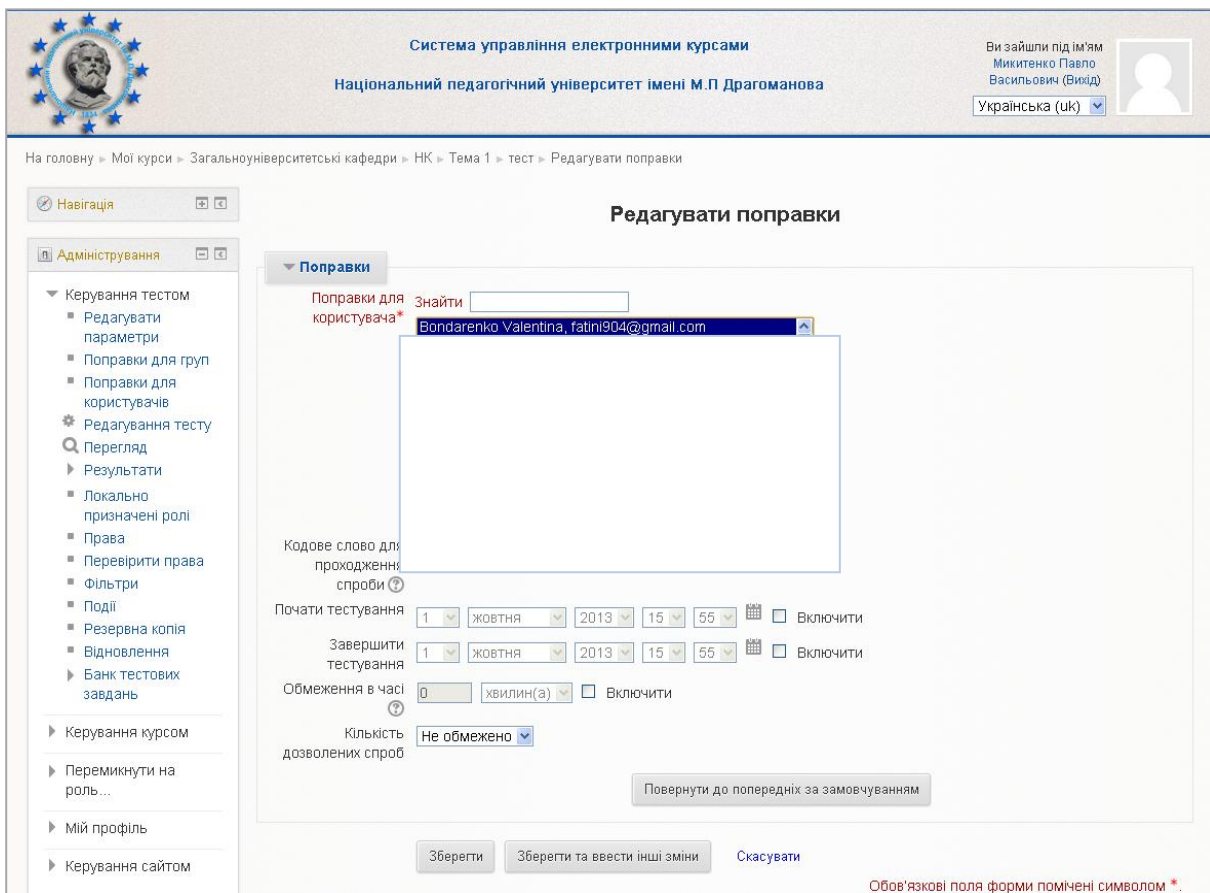 Система управління електронними курсами
Національний педагогічний університет імені М.П Драгоманова
Ви зайшли під ім'ям
Микитенко Павло
Васильович (Вихід)
Українська (uk)
На головну ► Мої курси ► Загальноуніверситетські кафедри ► НК ► Тема 1 ► тест ► Редагувати поправки
Навігація
Адміністрування
Керування тестом
Редагувати
параметри
Поправки для груп
Поправки для
користувачів
Редагування тесту
Перегляд
Результати
Локально
призначені ролі
Права
Перевірити права
Фільтри
Події
Резервна копія
Відновлення
Банк тестових
завдань
Керування курсом
Перемикнути на
роль...
Мій профіль
Керування сайтом
Редагувати поправки
Поправки
Поправки для
користувача*
Знайти
Bondarenko Valentina, fatini904@gmail.com
Кодове слово для
проходження
спроби
Почати тестування 1 жовтня 2013 15 55 Включити
Завершити
тестування
1 жовтня 2013 15 55 Включити
Обмеження в часі 0 хвилин(а) Включити
Кількість
дозволених спроб
Не обмежено
Повернути до попередніх за замовчуванням
Зберегти Зберегти та ввести інші зміни Скасувати
Обов'язкові поля форми помічені символом *.